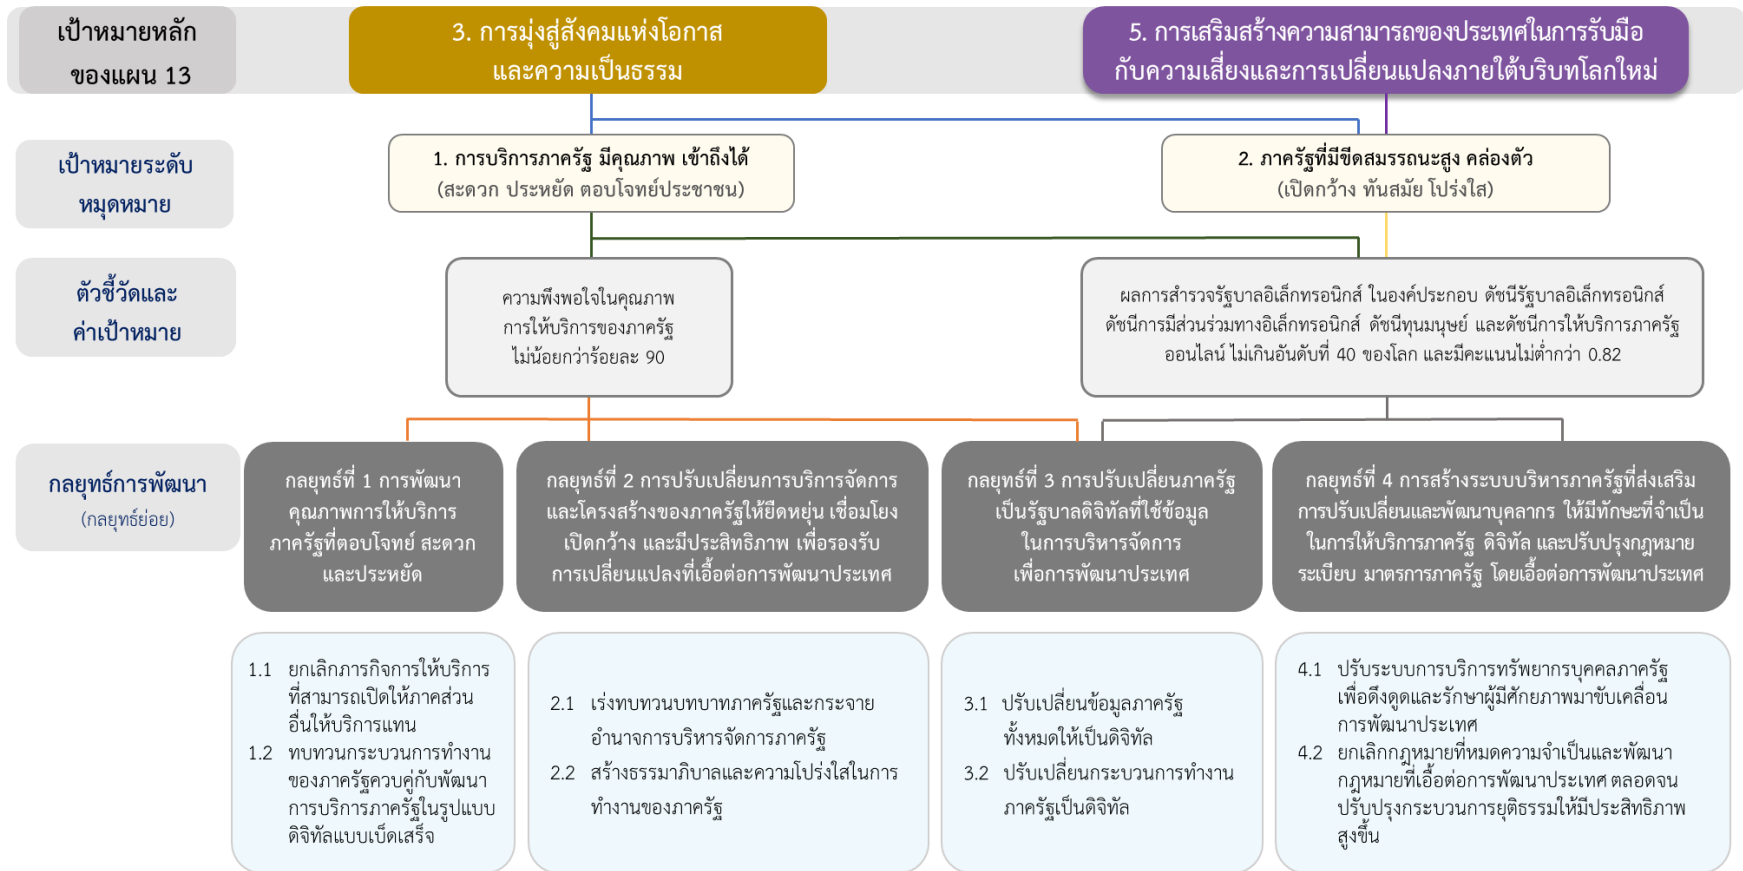 เป้าหมายหลัก
ของแผน 13
3. การมุ่งสู่สังคมแห่งโอกาส
และความเป็นธรรม
5. การเสริมสร้างความสามารถของประเทศในการรับมือ
กับความเสี่ยงและการเปลี่ยนแปลงภายใต้บริบทโลกใหม่
เป้าหมายระดับ
หมุดหมาย
1. การบริการภาครัฐ มีคุณภาพ เข้าถึงได้
(สะดวก ประหยัด ตอบโจทย์ประชาชน)
2. ภาครัฐที่มีขีดสมรรถนะสูง คล่องตัว
(เปิดกว้าง ทันสมัย โปร่งใส)
ตัวชี้วัดและ
ค่าเป้าหมาย
ความพึงพอใจในคุณภาพ
การให้บริการของภาครัฐ
ไม่น้อยกว่าร้อยละ 90
ผลการสำรวจรัฐบาลอิเล็กทรอนิกส์ ในองค์ประกอบ ดัชนีรัฐบาลอิเล็กทรอนิกส์
ดัชนีการมีส่วนร่วมทางอิเล็กทรอนิกส์ ดัชนีทุนมนุษย์ และดัชนีการให้บริการภาครัฐ
ออนไลน์ ไม่เกินอันดับที่ 40 ของโลก และมีคะแนนไม่ต่ำกว่า 0.82
กลยุทธ์การพัฒนา
(กลยุทธ์ย่อย)
กลยุทธ์ที่ 1 การพัฒนา
คุณภาพการให้บริการ
ภาครัฐที่ตอบโจทย์ สะดวก
และประหยัด
กลยุทธ์ที่ 2 การปรับเปลี่ยนการบริการจัดการ
และโครงสร้างของภาครัฐให้ยืดหยุ่น เชื่อมโยง
เปิดกว้าง และมีประสิทธิภาพ เพื่อรองรับ
การเปลี่ยนแปลงที่เอื้อต่อการพัฒนาประเทศ
กลยุทธ์ที่ 3 การปรับเปลี่ยนภาครัฐ
เป็นรัฐบาลดิจิทัลที่ใช้ข้อมูล
ในการบริหารจัดการ
เพื่อการพัฒนาประเทศ
กลยุทธ์ที่ 4 การสร้างระบบบริหารภาครัฐที่ส่งเสริม
การปรับเปลี่ยนและพัฒนาบุคลากร ให้มีทักษะที่จำเป็น
ในการให้บริการภาครัฐ ดิจิทัล และปรับปรุงกฎหมาย
ระเบียบ มาตรการภาครัฐ โดยเอื้อต่อการพัฒนาประเทศ
1.1 ยกเลิกภารกิจการให้บริการ
ที่สามารถเปิดให้ภาคส่วน
อื่นให้บริการแทน
1.2 ทบทวนกระบวนการทำงาน
ของภาครัฐควบคู่กับพัฒนา
การบริการภาครัฐในรูปแบบ
ดิจิทัลแบบเบ็ดเสร็จ
2.1 เร่งทบทวนบทบาทภาครัฐและกระจาย
อำนาจการบริหารจัดการภาครัฐ
2.2 สร้างธรรมาภิบาลและความโปร่งใสในการ
ทำงานของภาครัฐ
3.1 ปรับเปลี่ยนข้อมูลภาครัฐ
ทั้งหมดให้เป็นดิจิทัล
3.2 ปรับเปลี่ยนกระบวนการทำงาน
ภาครัฐเป็นดิจิทัล
4.1 ปรับระบบการบริการทรัพยากรบุคคลภาครัฐ
เพื่อดึงดูดและรักษาผู้มีศักยภาพมาขับเคลื่อน
การพัฒนาประเทศ
4.2 ยกเลิกกฎหมายที่หมดความจำเป็นและพัฒนา
กฎหมายที่เอื้อต่อการพัฒนาประเทศ ตลอดจน
ปรับปรุงกระบวนการยุติธรรมให้มีประสิทธิภาพ
สูงขึ้น